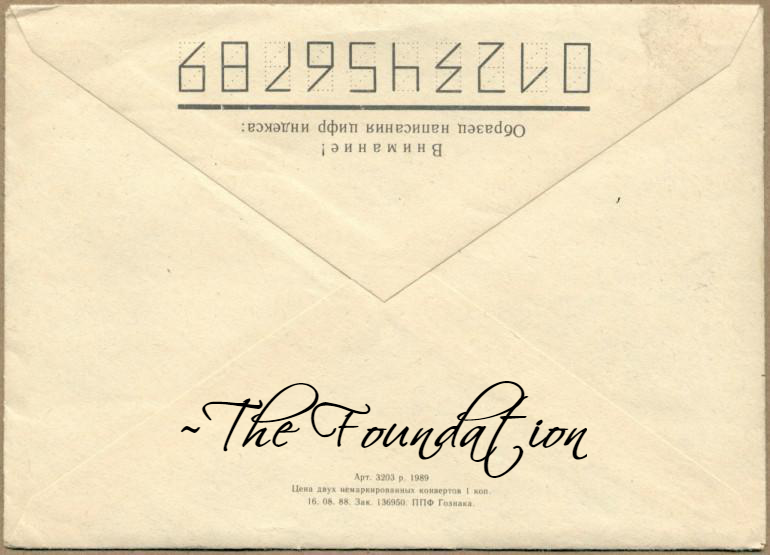 0123456789
Внимание!
Образец написания цифр индекса:
~The Foundation
Арт. 3203 р. 1989
Цена двух немаркированных конвертов 1 коп.
16. 08. 88. Зак. 136950. ППФ Гознака.